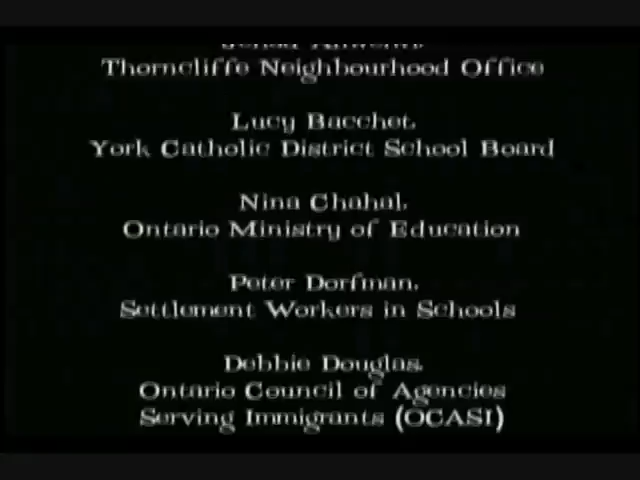 Thorncliffe Neighbourhood Office
Lucy Bacchet,
York Catholic District School Board
Nina Chahal,
Ontario Ministry of Education
Peter Dorfman,
Settlement Workers in Schools
Debbie Douglas,
Ontario Council of Agencies
Serving Immigrants (OCASI)